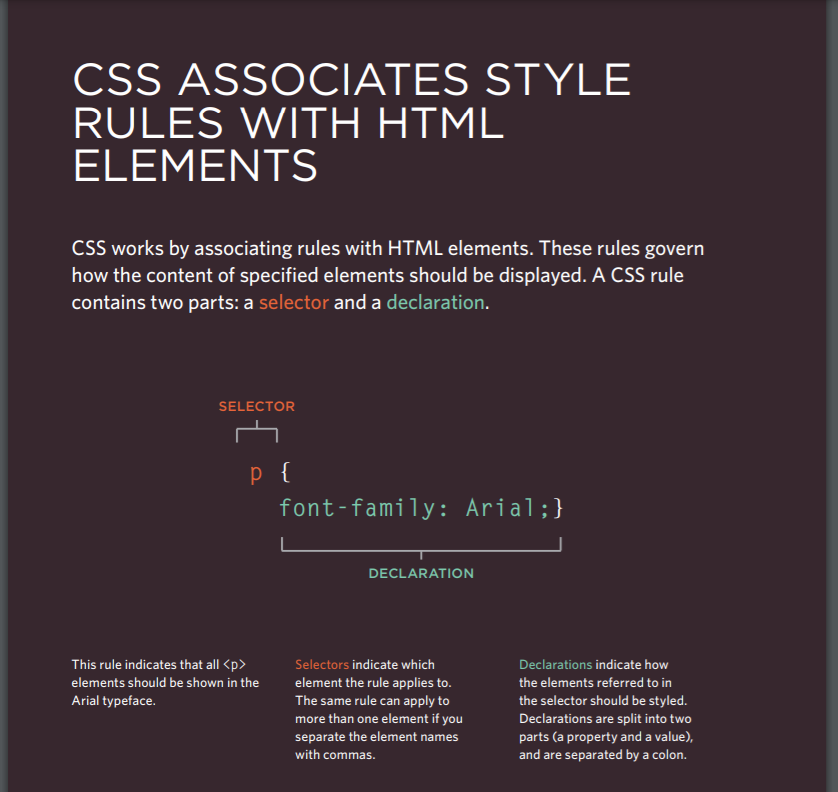 CSS ASSOCIATES STYLE
RULES WITH HTML
ELEMENTS
CSS works by associating rules with HTML elements. These rules govern
how the content of specified elements should be displayed. A CSS rule
contains two parts: a selector and a declaration.
SELECTOR
p {
font-family: Arial;}
DECLARATION
This rule indicates that all <p>
elements should be shown in the
Arial typeface.
Selectors indicate which
element the rule applies to.
The same rule can apply to
more than one element if you
separate the element names
with commas.
Declarations indicate how
the elements referred to in
the selector should be styled.
Declarations are split into two
parts (a property and a value),
and are separated by a colon.